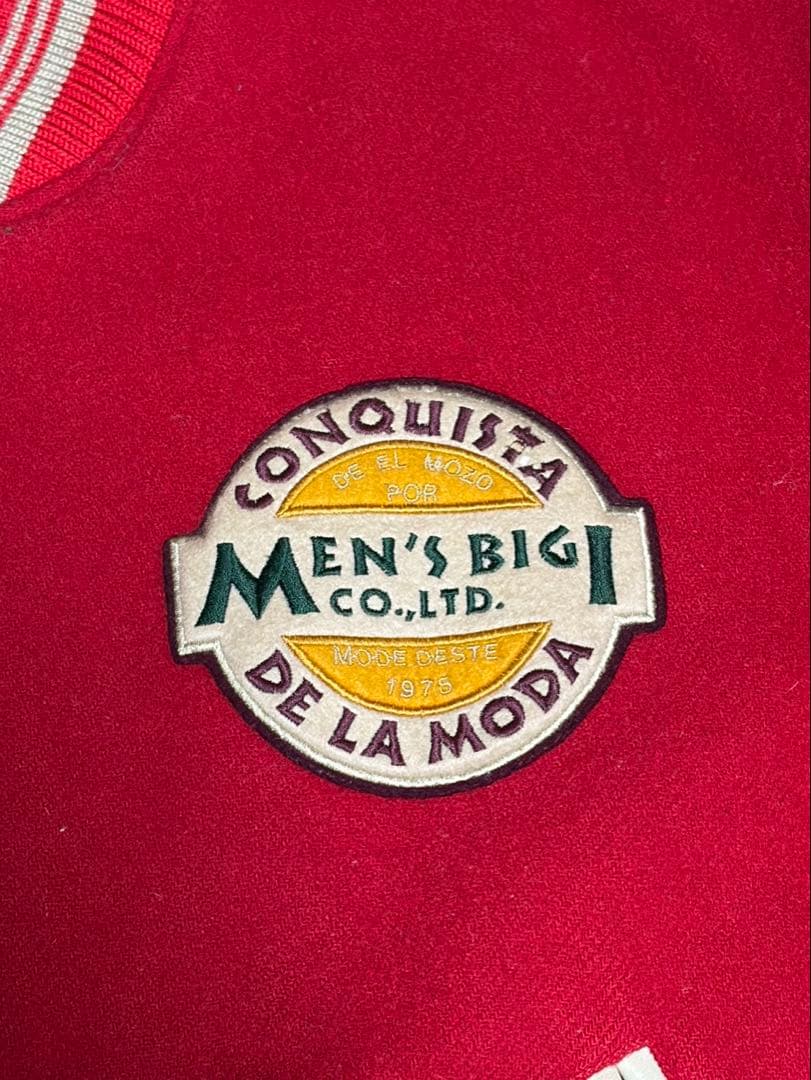 CONQUISTA
DE EL MOZO
POR
MEN'S BIGI
CO.,LTD.
MODE DESTE
1975
DE LA MODA